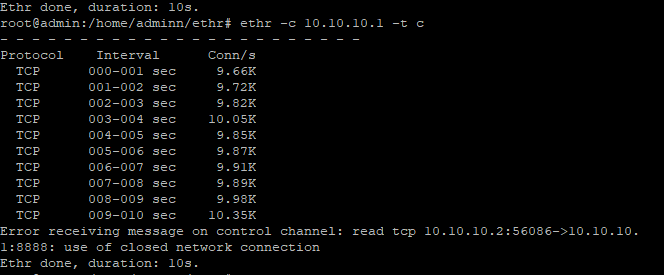 Ethr done, duration: 10s.
root@admin:/home/adminn/ethr# ethr -c 10.10.10.1 -t c
- - - - - - - - - - - - - - - - - - - - - - -
Protocol    Interval      Conn/s
  TCP      000-001 sec     9.66K
  TCP      001-002 sec     9.72K
  TCP      002-003 sec     9.82K
  TCP      003-004 sec    10.05K
  TCP      004-005 sec     9.85K
  TCP      005-006 sec     9.87K
  TCP      006-007 sec     9.91K
  TCP      007-008 sec     9.89K
  TCP      008-009 sec     9.98K
  TCP      009-010 sec    10.35K
Error receiving message on control channel: read tcp 10.10.10.2:56086->10.10.10.
1:8888: use of closed network connection
Ethr done, duration: 10s.